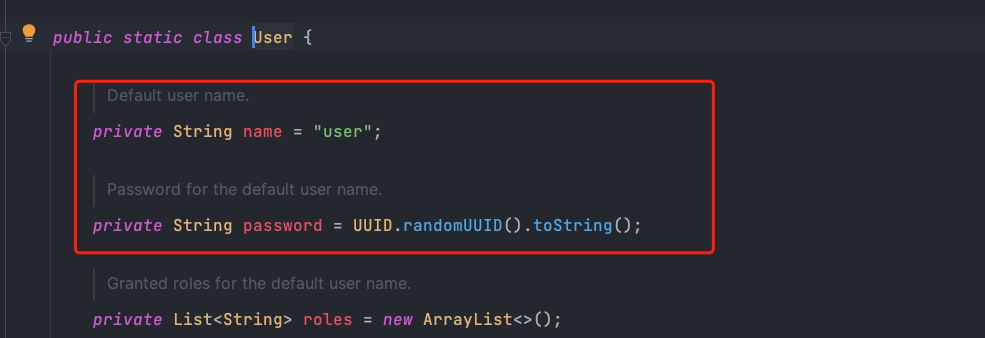 public static class User {
Default user name.
private String name = "user";
Password for the default user name.
private String password = UUID.randomUUID().toString();
Granted roles for the default user name.
private List<String> roles = new ArrayList<>();